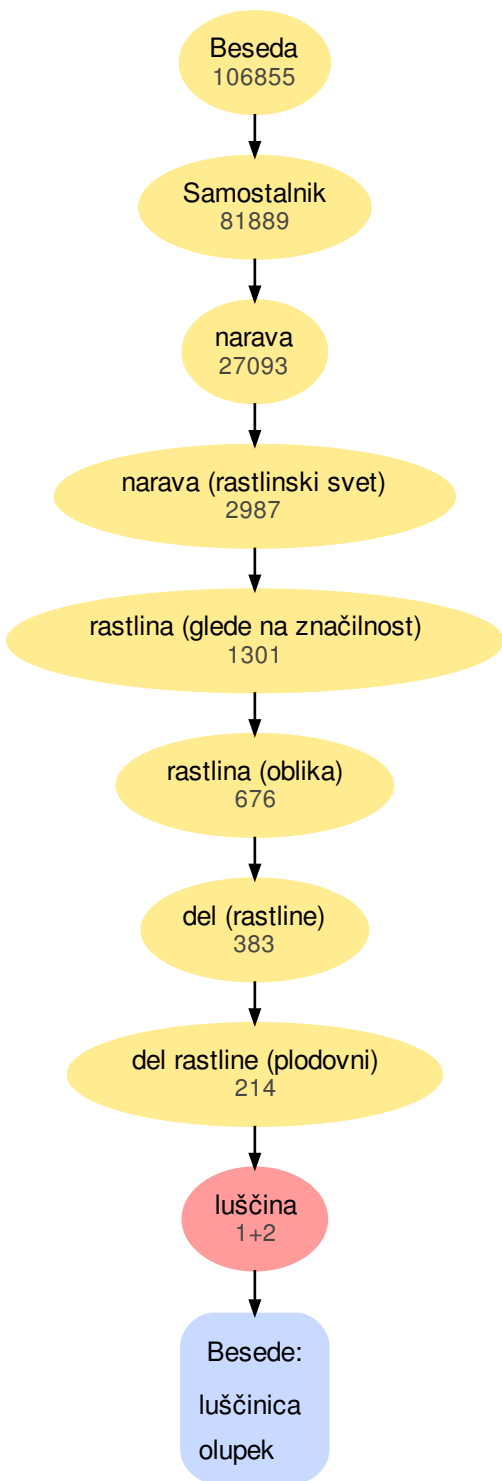 Beseda
106855
Samostalnik
81889
narava
27093
narava (rastlinski svet)
2987
rastlina (glede na značilnost)
1301
rastlina (oblika)
676
del (rastline)
383
del rastline (plodovni)
214
luščina
1+2
Besede:
luščinica
olupek